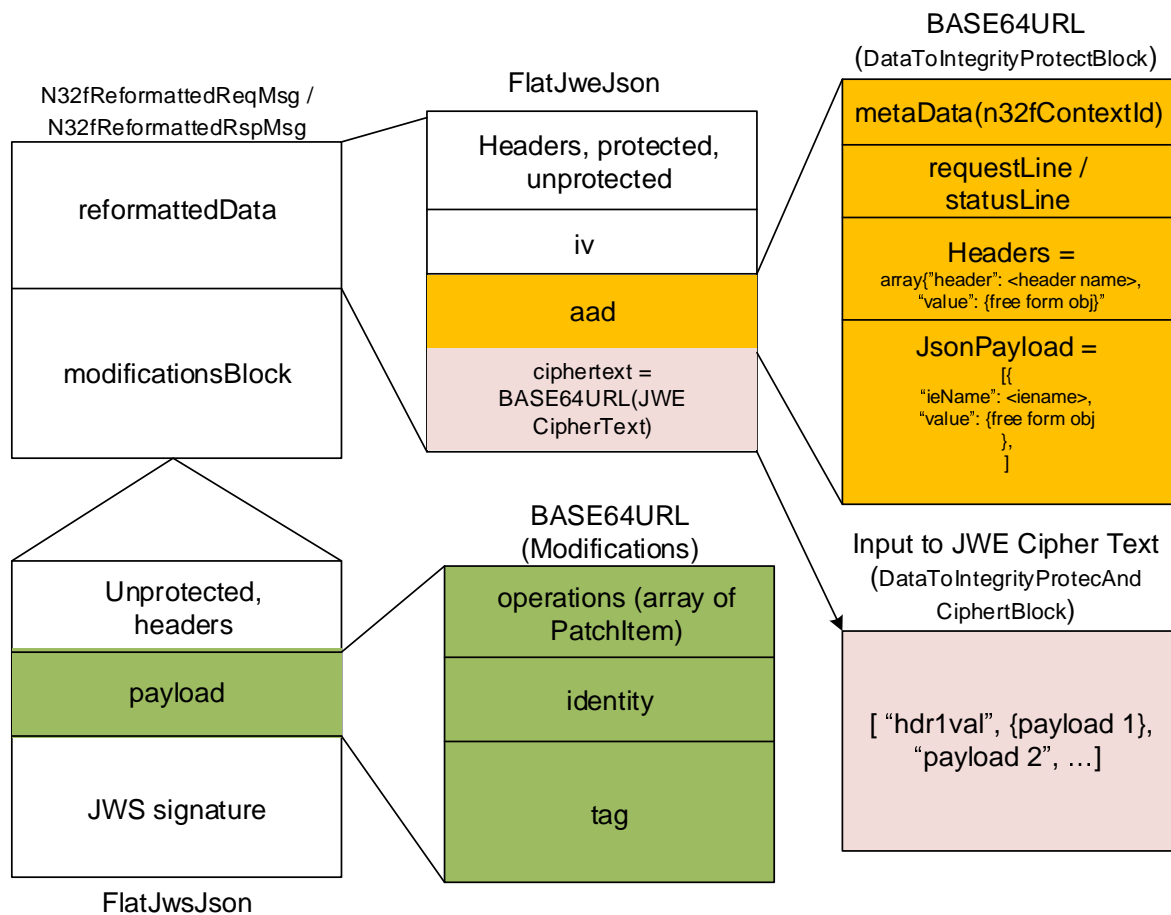 N32fReformattedReqMsg /
N32fReformattedRspMsg
reformattedData
modificationsBlock
FlatJweJson
Headers, protected,
unprotected
iv
aad
ciphertext =
BASE64URL(JWE
CipherText)
BASE64URL
(DataToIntegrityProtectBlock)
metaData(n32fContextId)
requestLine /
statusLine
Headers =
array{”header”: <header name>,
“value”: {free form obj}”
JsonPayload =
[{
“ieName”: <iename>,
“value”: {free form obj
},
]
Unprotected,
headers
payload
JWS signature
FlatJwsJson
BASE64URL
(Modifications)
operations (array of
PatchItem)
identity
tag
Input to JWE Cipher Text
(DataToIntegrityProtecAnd
CiphertBlock)
[ “hdr1val”, {payload 1},
“payload 2”, …]